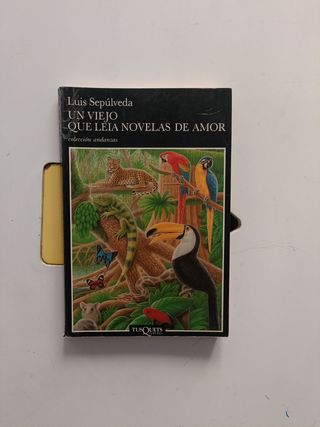 Luis Sepúlveda
UN VIEJO
QUE LEÍA NOVELAS DE AMOR
colección andanzas
TUSQUETS